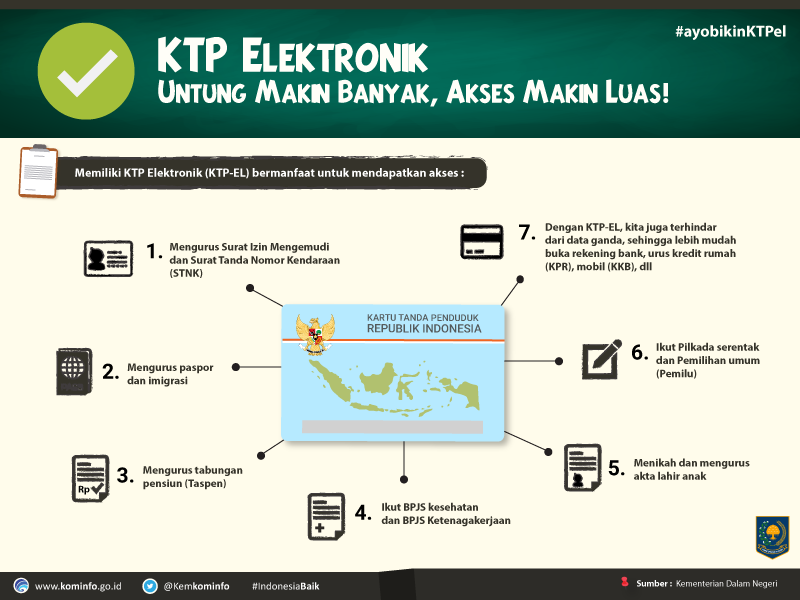 #ayobikinKTPel
KTP ELEKTRONIK
UNTUNG MAKIN BANYAK, AKSES MAKIN LUAS!
Memiliki KTP Elektronik (KTP-EL) bermanfaat untuk mendapatkan akses :
1. Mengurus Surat Izin Mengemudi
dan Surat Tanda Nomor Kendaraan
(STNK)
2. Mengurus paspor
dan imigrasi
3. Mengurus tabungan
pensiun (Taspen)
Rp
4. Ikut BPJS kesehatan
dan BPJS Ketenagakerjaan
5. Menikah dan mengurus
akta lahir anak
6. Ikut Pilkada serentak
dan Pemilihan umum
(Pemilu)
7. Dengan KTP-EL, kita juga terhindar
dari data ganda, sehingga lebih mudah
buka rekening bank, urus kredit rumah
(KPR), mobil (KKB), dll
KARTU TANDA PENDUDUK
REPUBLIK INDONESIA
www.kominfo.go.id
@Kemkominfo
#IndonesiaBaik
Sumber : Kementerian Dalam Negeri